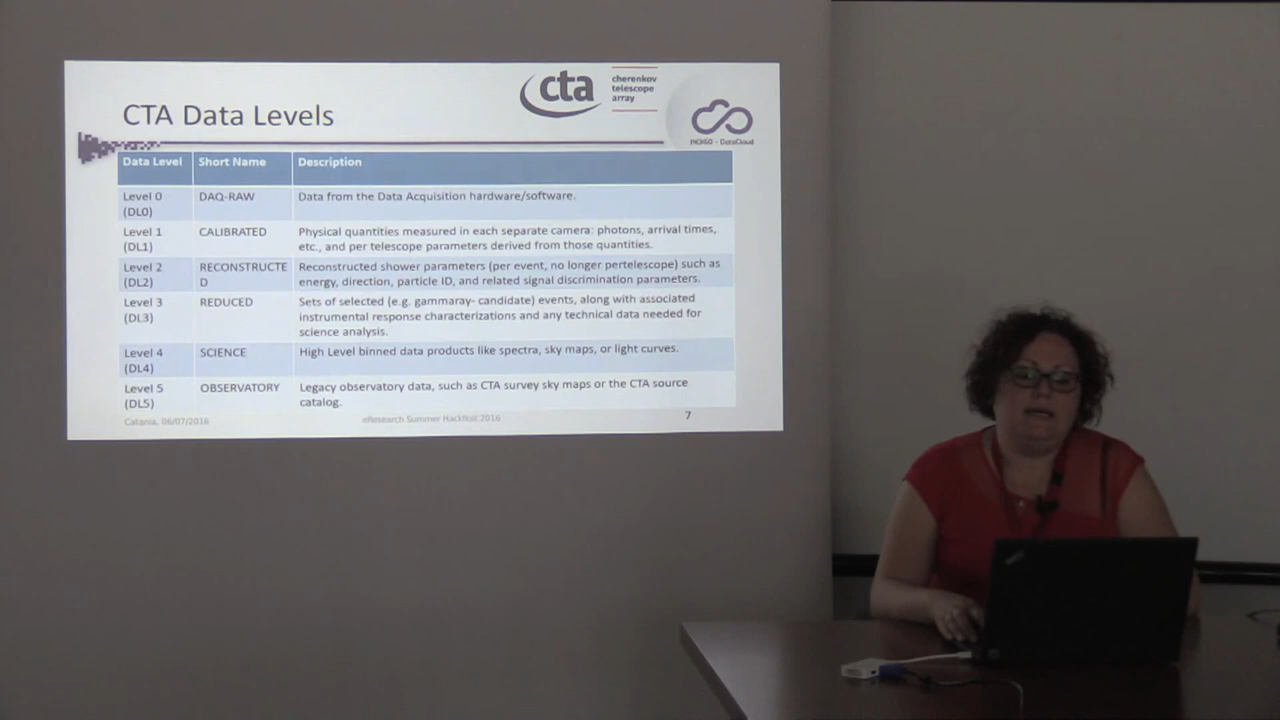 CTA Data Levels
cta
cherenkov
telescope
array
INDIGO - DataCloud
Data Level Short Name Description
Level 0 DAQ-RAW Data from the Data Acquisition hardware/software.
(DL0)
Level 1 CALIBRATED Physical quantities measured in each separate camera: photons, arrival times,
(DL1) etc., and per telescope parameters derived from those quantities.
Level 2 RECONSTRUCTE Reconstructed shower parameters (per event, no longer pertelescope) such as
(DL2) D energy, direction, particle ID, and related signal discrimination parameters.
Level 3 REDUCED Sets of selected (e.g. gammaray- candidate) events, along with associated
(DL3) instrumental response characterizations and any technical data needed for
science analysis.
Level 4 SCIENCE High Level binned data products like spectra, sky maps, or light curves.
(DL4)
Level 5 OBSERVATORY Legacy observatory data, such as CTA survey sky maps or the CTA source
(DL5) catalog.
Catania, 06/07/2016 eResearch Summer Hackfest 2016 7